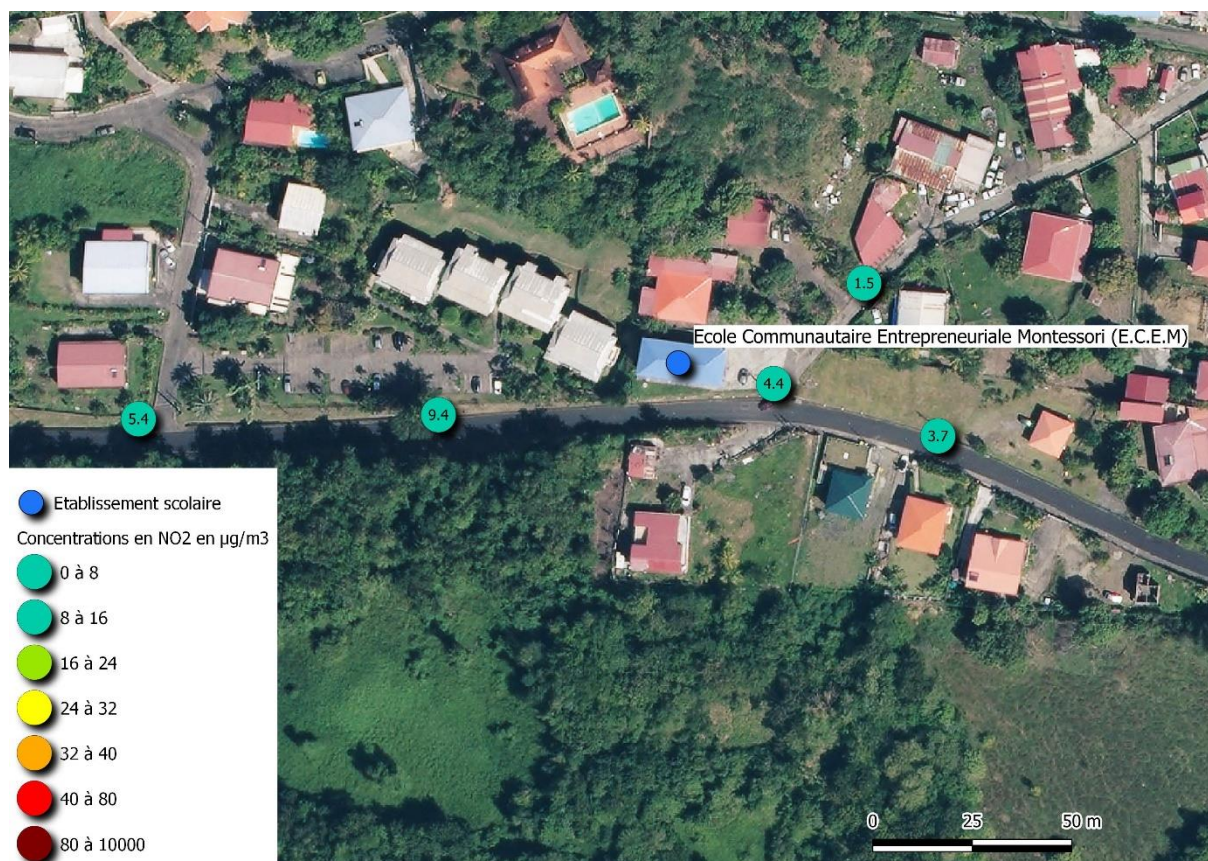 1.5
Ecole Communautaire Entrepreneuriale Montessori (E.C.E.M)
4.4
5.4
9.4
3.7
Etablissement scolaire
Concentrations en NO2 en µg/m3
0 à 8
8 à 16
16 à 24
24 à 32
32 à 40
40 à 80
80 à 10000
0 25 50 m